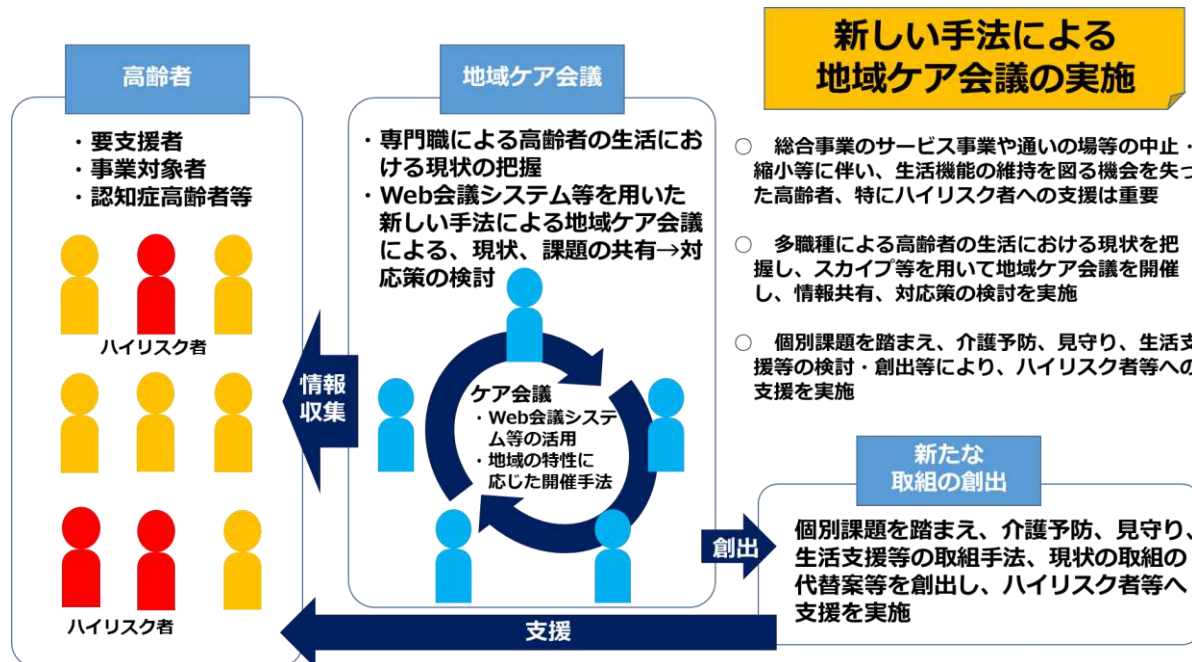 高齢者
・要支援者
・事業対象者
・認知症高齢者等
ハイリスク者
ハイリスク者
情報
収集
地域ケア会議
・専門職による高齢者の生活にお
ける現状の把握
・Web会議システム等を用いた
新しい手法による地域ケア会議
による、現状、課題の共有→対
応策の検討
ケア会議
・Web会議システ
ム等の活用
・地域の特性に
応じた開催手法
新しい手法による
地域ケア会議の実施
○ 総合事業のサービス事業や通いの場等の中止・
縮小等に伴い、生活機能の維持を図る機会を失っ
た高齢者、特にハイリスク者への支援は重要
○ 多職種による高齢者の生活における現状を把
握し、スカイプ等を用いて地域ケア会議を開催
し、情報共有、対応策の検討を実施
○ 個別課題を踏まえ、介護予防、見守り、生活支
援等の検討・創出等により、ハイリスク者等への
支援を実施
創出
新たな
取組の創出
個別課題を踏まえ、介護予防、見守り、
生活支援等の取組手法、現状の取組の
代替案等を創出し、ハイリスク者等へ
支援を実施
支援